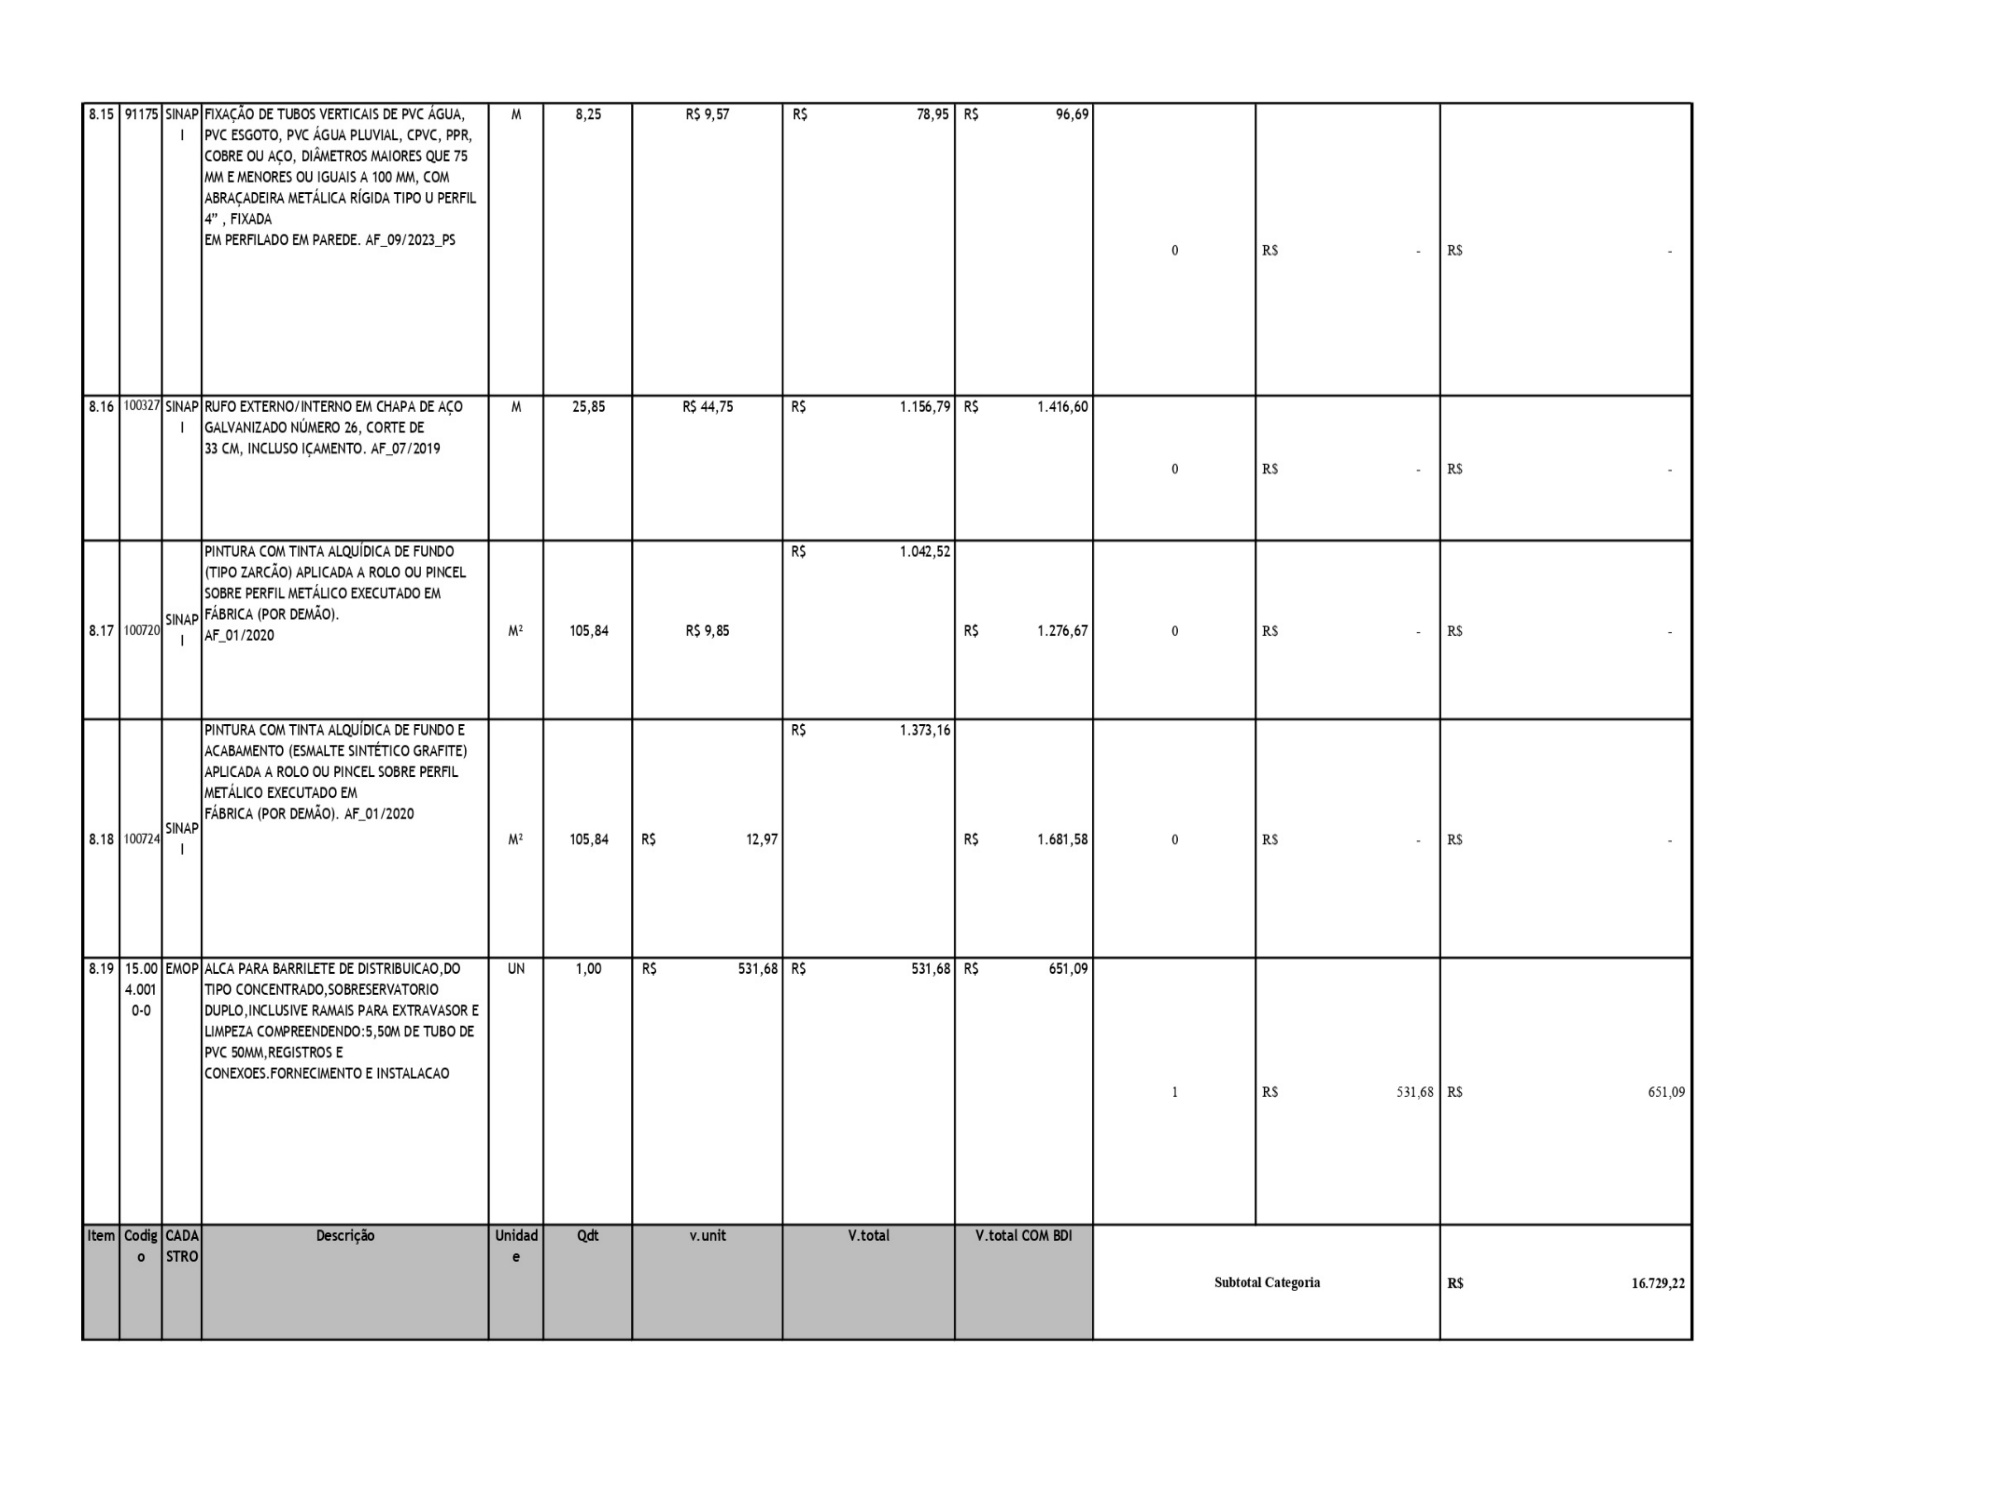 8.15 91175 SINAP FIXAÇÃO DE TUBOS VERTICAIS DE PVC ÁGUA, M 8,25 R$ 9,57 R$ 78,95 R$ 96,69
I PVC ESGOTO, PVC ÁGUA PLUVIAL, CPVC, PPR,
COBRE OU AÇO, DIÂMETROS MAIORES QUE 75
MM E MENORES OU IGUAIS A 100 MM, COM
ABRAÇADEIRA METÁLICA RÍGIDA TIPO U PERFIL
4” , FIXADA
EM PERFILADO EM PAREDE. AF_09/2023_PS
0 R$ - R$ -
8.16 100327 SINAP RUFO EXTERNO/INTERNO EM CHAPA DE AÇO M 25,85 R$ 44,75 R$ 1.156,79 R$ 1.416,60
I GALVANIZADO NÚMERO 26, CORTE DE
33 CM, INCLUSO IÇAMENTO. AF_07/2019
0 R$ - R$ -
PINTURA COM TINTA ALQUÍDICA DE FUNDO R$ 1.042,52
(TIPO ZARCÃO) APLICADA A ROLO OU PINCEL
SOBRE PERFIL METÁLICO EXECUTADO EM
SINAP FÁBRICA (POR DEMÃO).
8.17 100720 I AF_01/2020 M² 105,84 R$ 9,85 R$ 1.276,67 0 R$ - R$ -
PINTURA COM TINTA ALQUÍDICA DE FUNDO E R$ 1.373,16
ACABAMENTO (ESMALTE SINTÉTICO GRAFITE)
APLICADA A ROLO OU PINCEL SOBRE PERFIL
METÁLICO EXECUTADO EM
FÁBRICA (POR DEMÃO). AF_01/2020
SINAP
8.18 100724 I M² 105,84 R$ 12,97 R$ 1.681,58 0 R$ - R$ -
8.19 15.00 EMOP ALCA PARA BARRILETE DE DISTRIBUICAO,DO UN 1,00 R$ 531,68 R$ 531,68 R$ 651,09
4.001 TIPO CONCENTRADO,SOBRESERVATORIO
0-0 DUPLO,INCLUSIVE RAMAIS PARA EXTRAVASOR E
LIMPEZA COMPREENDENDO:5,50M DE TUBO DE
PVC 50MM,REGISTROS E
CONEXOES.FORNECIMENTO E INSTALACAO
1 R$ 531,68 R$ 651,09
Item Codig CADA Descrição Unidad Qdt v.unit V.total V.total COM BDI
o STRO e
Subtotal Categoria R$ 16.729,22